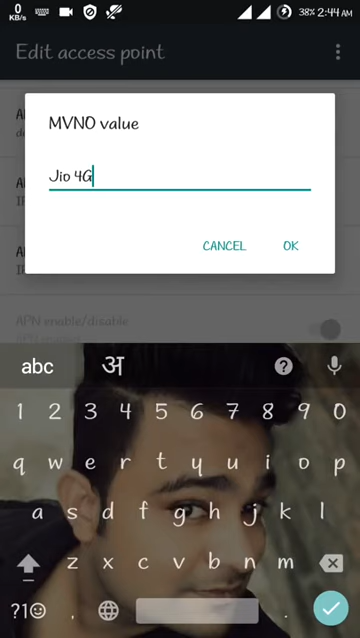 0
KB/s
38% 2:44 AM
Edit access point
MVNO value
Jio 4G
CANCEL OK
APN enable/disable
abc अ ?
1 2 3 4 5 6 7 8 9 0
q w e r t y u i o p
a s d f g h j k l
z x c v b n m
?1☺ , .